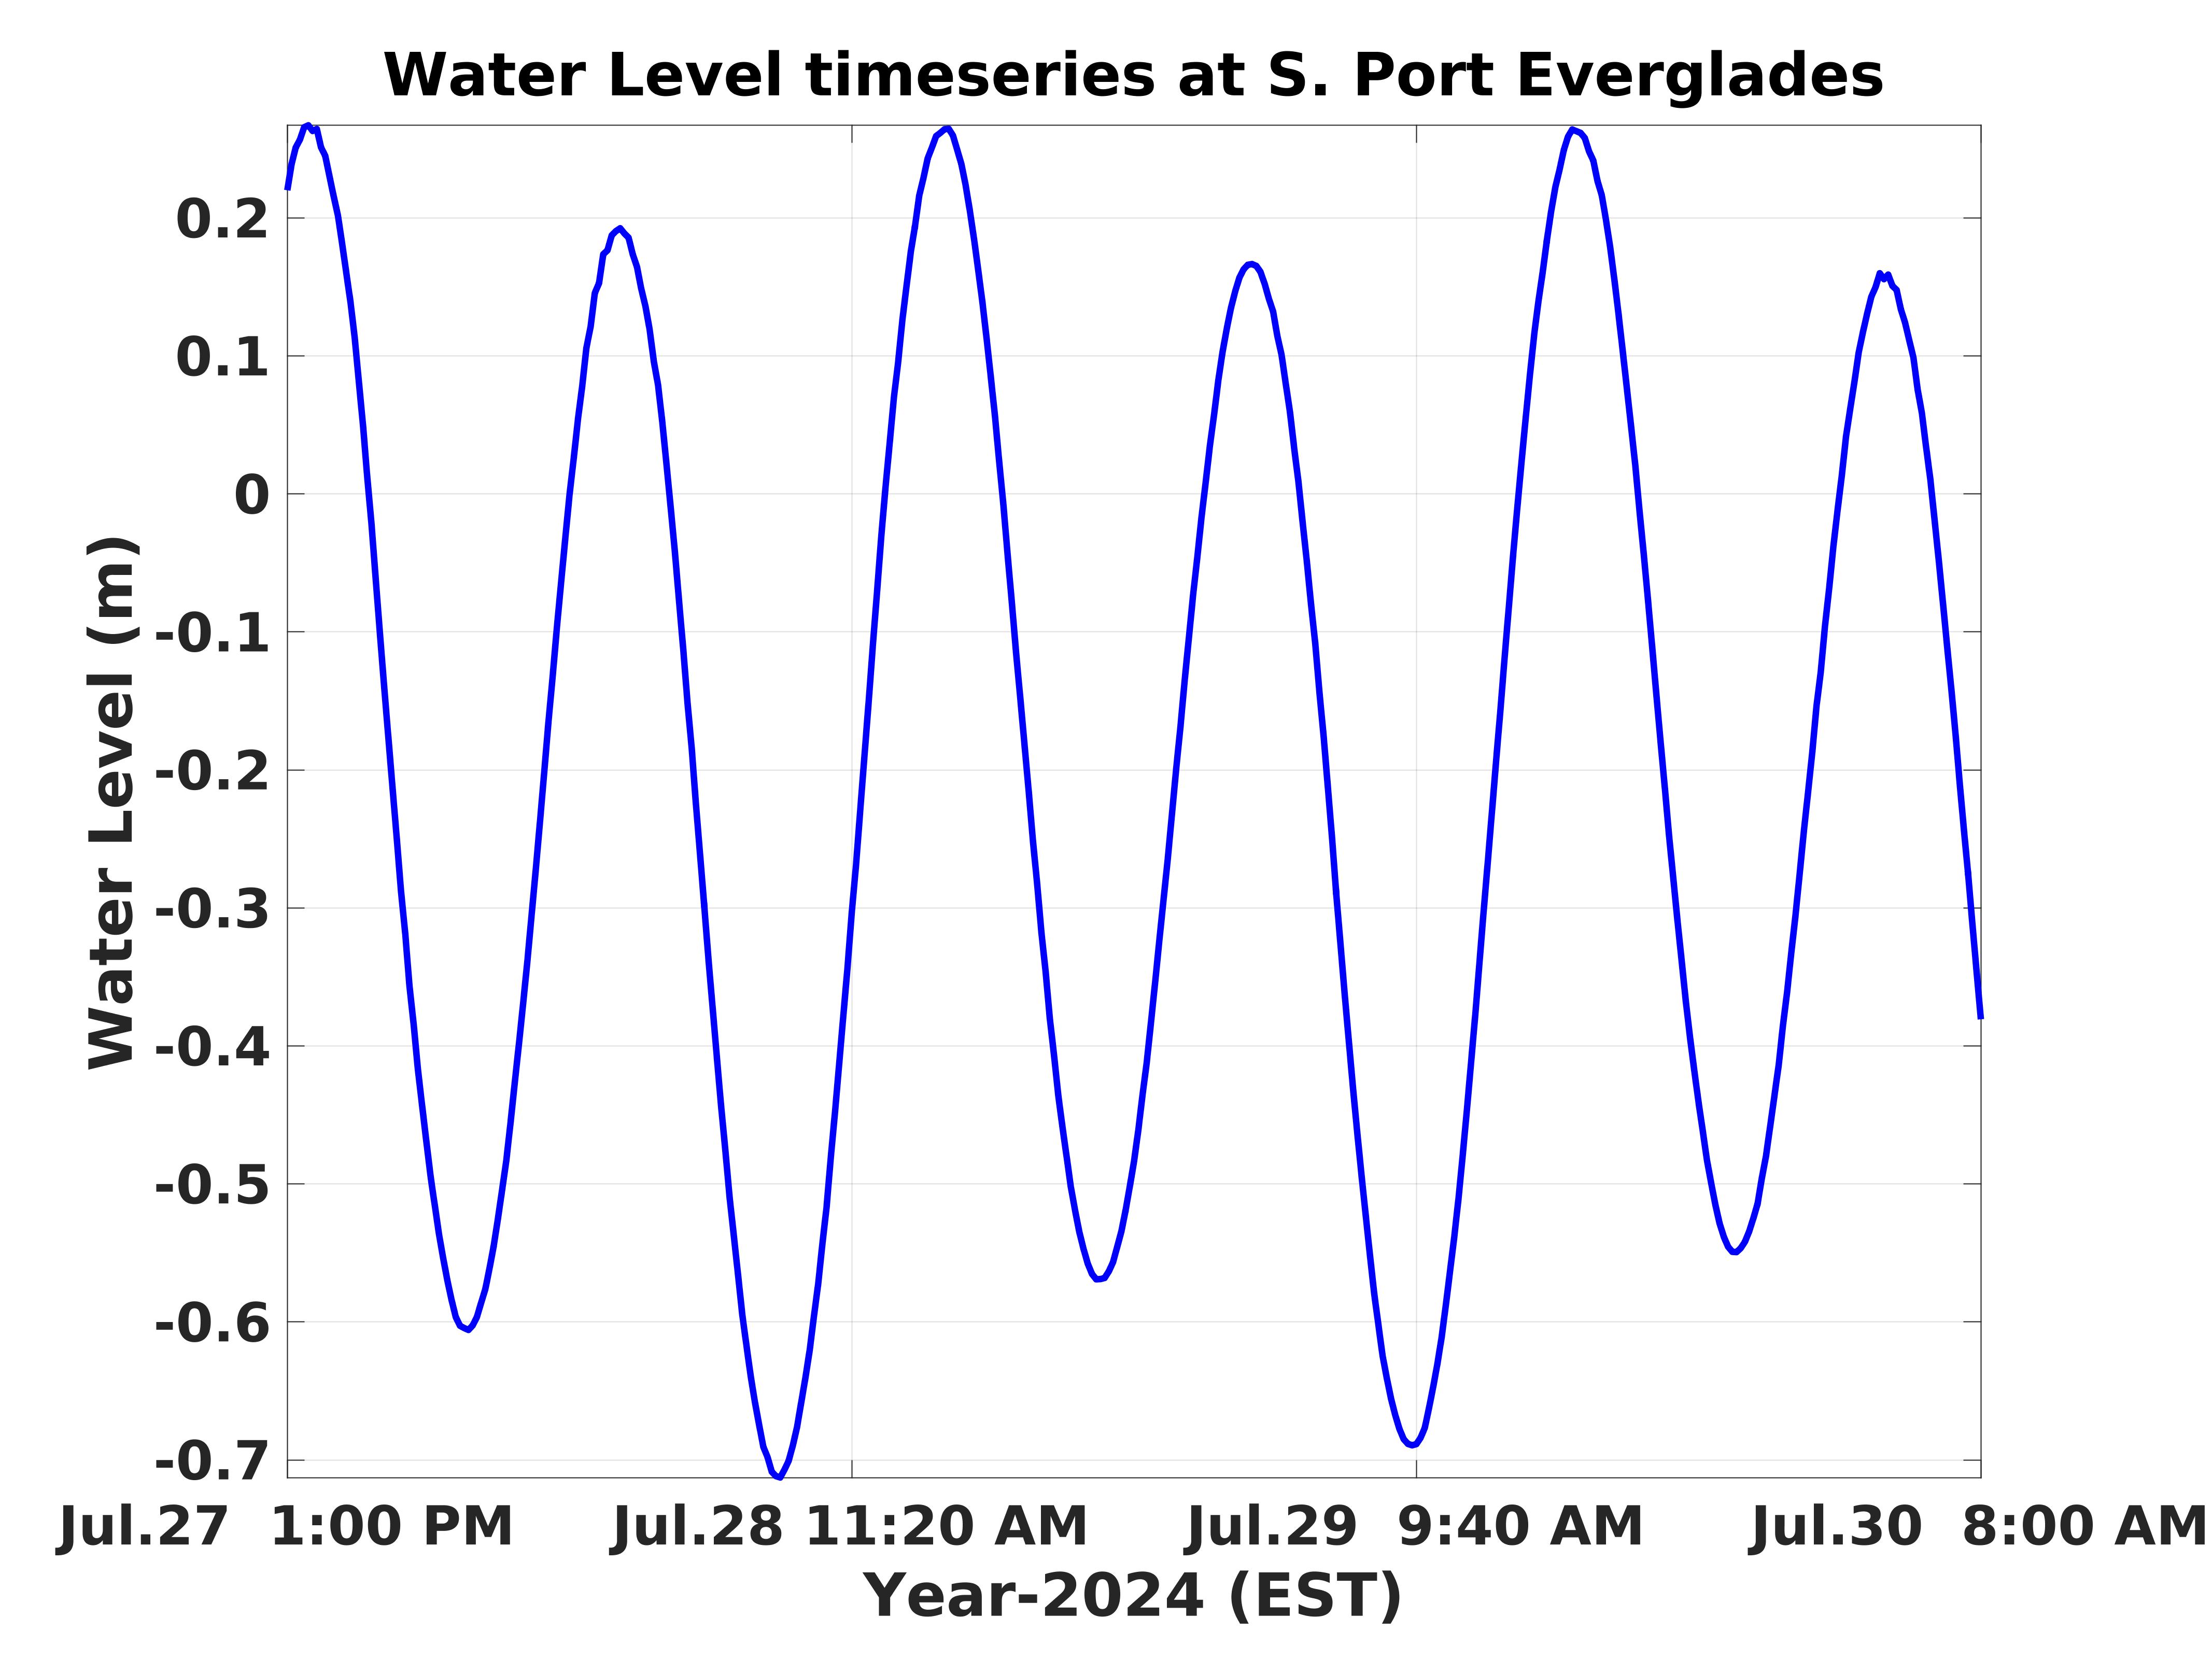 Water Level timeseries at S. Port Everglades
0.2
0.1
0
-0.1
-0.2
-0.3
-0.4
-0.5
-0.6
-0.7
Water Level (m)
Jul.27 1:00 PM Jul.28 11:20 AM Jul.29 9:40 AM Jul.30 8:00 AM
Year-2024 (EST)